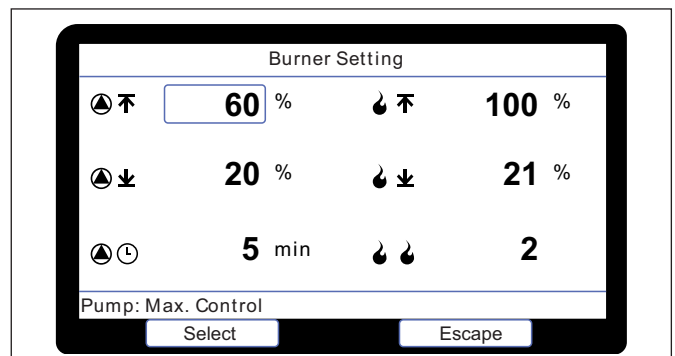 Burner Setting
60 % 100 %
20 % 21 %
5 min 2
Pump: Max. Control
Select Escape